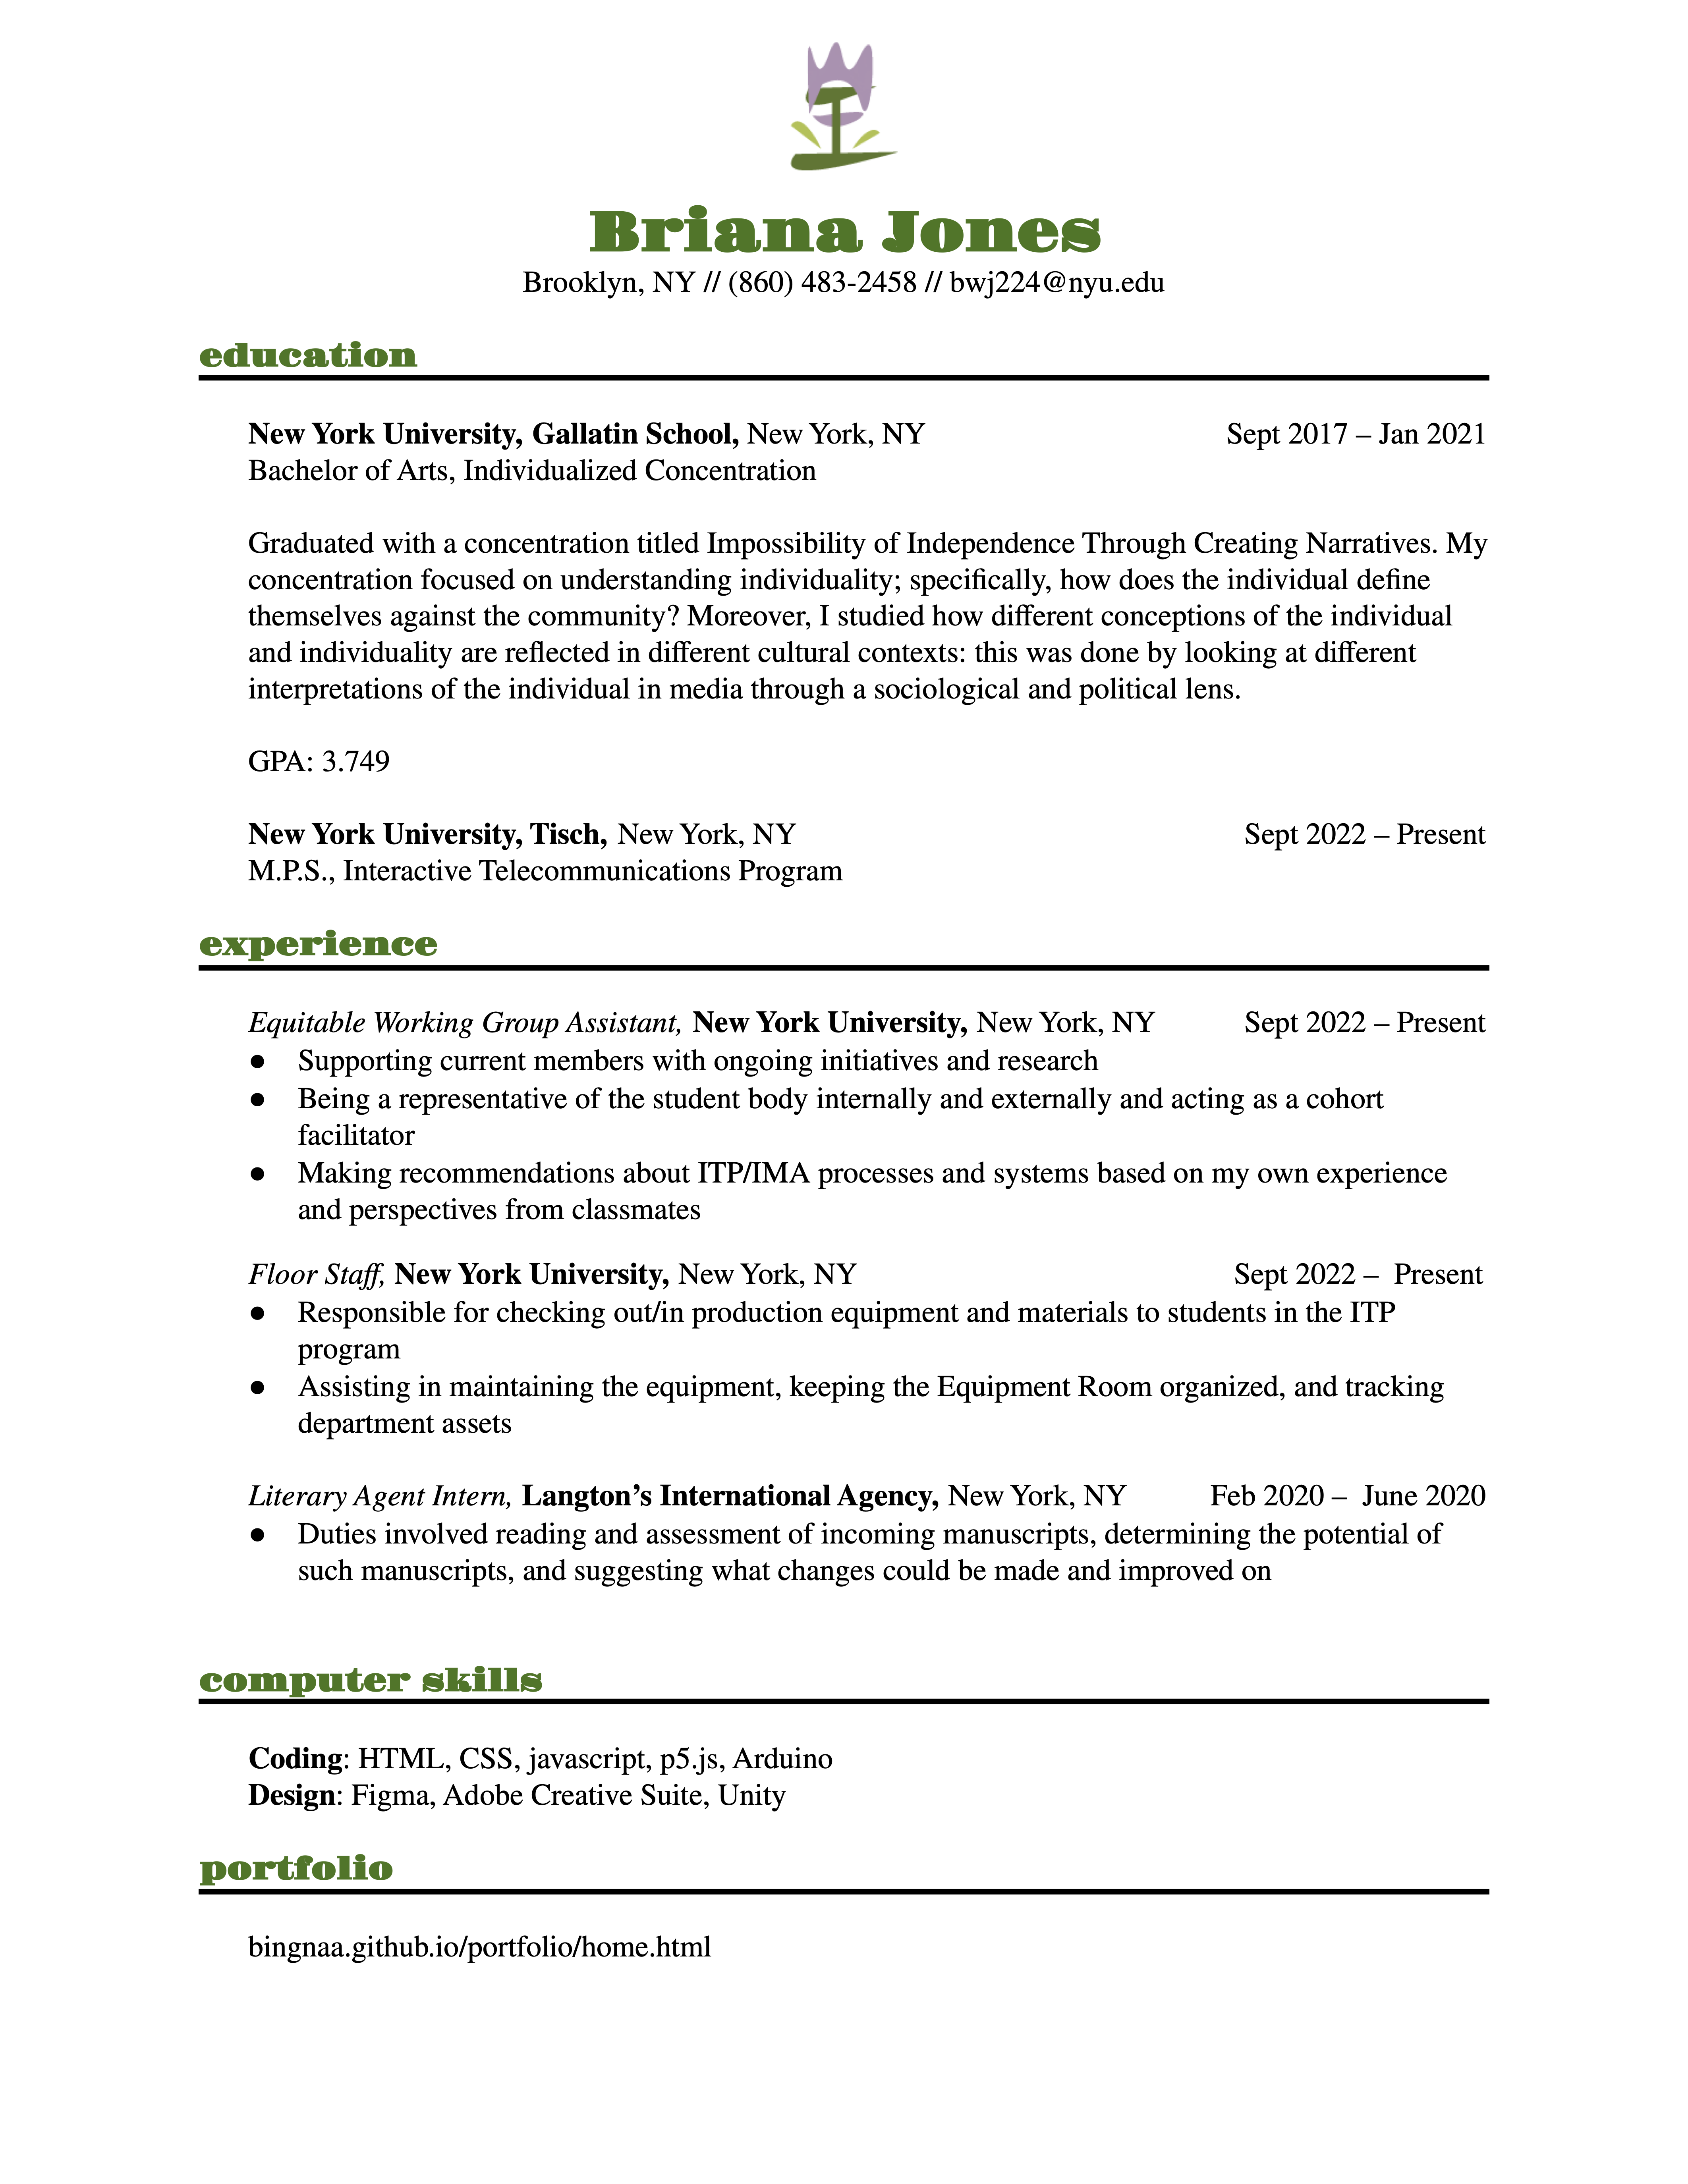 Briana Jones
Brooklyn, NY // (860) 483-2458 // bwj224@nyu.edu
education
New York University, Gallatin School, New York, NY Sept 2017 – Jan 2021
Bachelor of Arts, Individualized Concentration
Graduated with a concentration titled Impossibility of Independence Through Creating Narratives. My
concentration focused on understanding individuality; specifically, how does the individual define
themselves against the community? Moreover, I studied how different conceptions of the individual
and individuality are reflected in different cultural contexts: this was done by looking at different
interpretations of the individual in media through a sociological and political lens.
GPA: 3.749
New York University, Tisch, New York, NY Sept 2022 – Present
M.P.S., Interactive Telecommunications Program
experience
Equitable Working Group Assistant, New York University, New York, NY Sept 2022 – Present
● Supporting current members with ongoing initiatives and research
● Being a representative of the student body internally and externally and acting as a cohort
facilitator
● Making recommendations about ITP/IMA processes and systems based on my own experience
and perspectives from classmates
Floor Staff, New York University, New York, NY Sept 2022 – Present
● Responsible for checking out/in production equipment and materials to students in the ITP
program
● Assisting in maintaining the equipment, keeping the Equipment Room organized, and tracking
department assets
Literary Agent Intern, Langton’s International Agency, New York, NY Feb 2020 – June 2020
● Duties involved reading and assessment of incoming manuscripts, determining the potential of
such manuscripts, and suggesting what changes could be made and improved on
computer skills
Coding: HTML, CSS, javascript, p5.js, Arduino
Design: Figma, Adobe Creative Suite, Unity
portfolio
bingnaa.github.io/portfolio/home.html